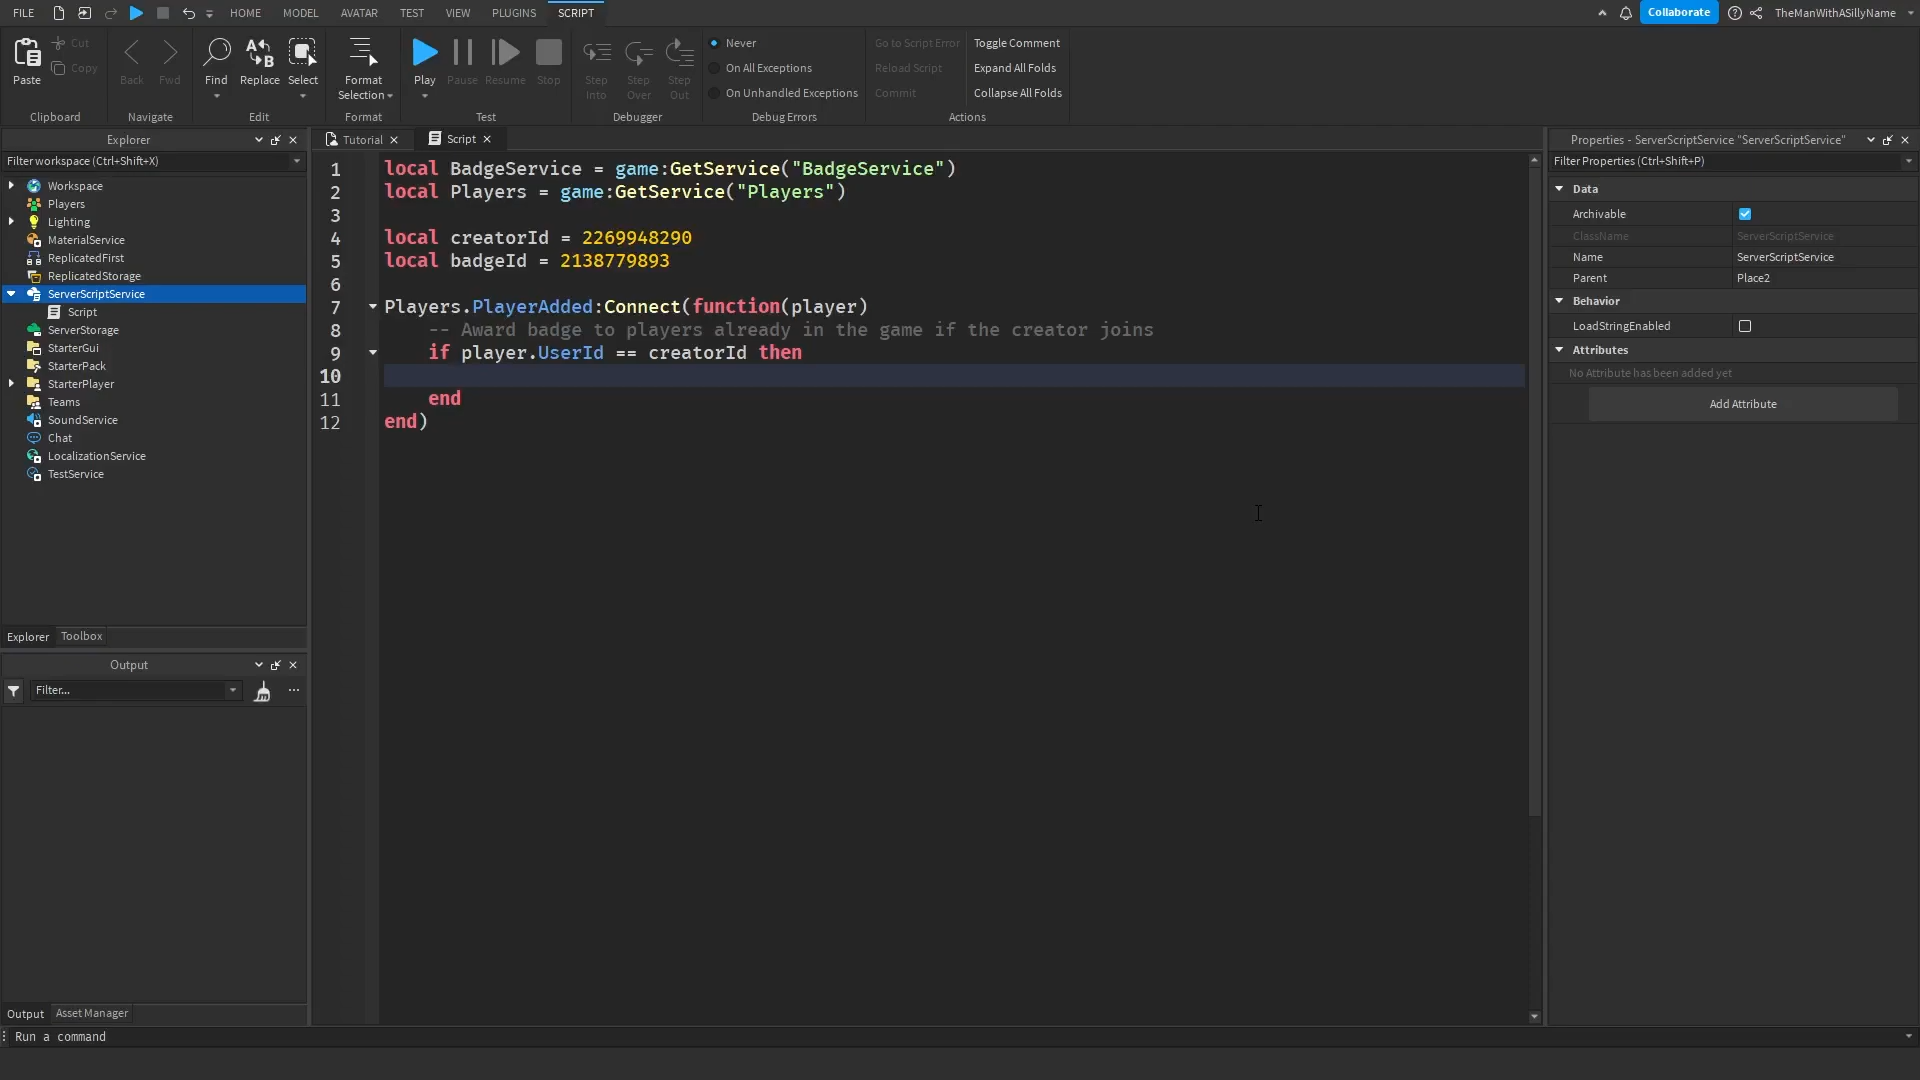 FILE HOME MODEL AVATAR TEST VIEW PLUGINS SCRIPT Collaborate TheManWithASillyName
Paste Cut Copy
Back Fwd
Find Replace Select
Format Selection
Play Pause Resume Stop
Step Into Step Over Step Out
Never
On All Exceptions
On Unhandled Exceptions
Go to Script Error
Reload Script
Commit
Toggle Comment
Expand All Folds
Collapse All Folds
Clipboard Navigate Edit Format Test Debugger Debug Errors Actions
Explorer
Filter workspace (Ctrl+Shift+X)
Workspace
Players
Lighting
MaterialService
ReplicatedFirst
ReplicatedStorage
ServerScriptService
Script
ServerStorage
StarterGui
StarterPack
StarterPlayer
Teams
SoundService
Chat
LocalizationService
TestService
Explorer Toolbox
Output
Filter...
Output Asset Manager
Run a command
Tutorial Script
1 local BadgeService = game:GetService("BadgeService")
2 local Players = game:GetService("Players")
3
4 local creatorId = 2269948290
5 local badgeId = 2138779893
6
7 Players.PlayerAdded:Connect(function(player)
8 -- Award badge to players already in the game if the creator joins
9 if player.UserId == creatorId then
10
11 end
12 end)
Properties - ServerScriptService "ServerScriptService"
Filter Properties (Ctrl+Shift+P)
Data
Archivable
ClassName ServerScriptService
Name ServerScriptService
Parent Place2
Behavior
LoadStringEnabled
Attributes
No Attribute has been added yet
Add Attribute